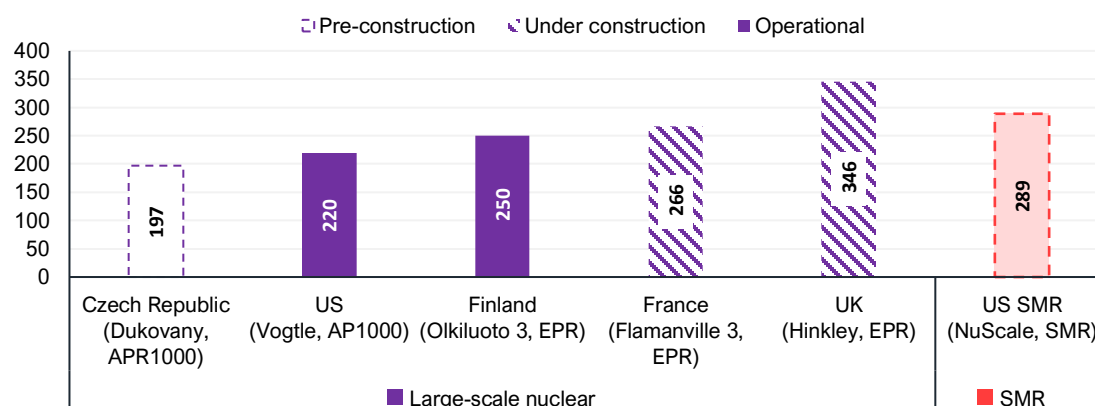 Pre-construction Under construction Operational
400
350
300
250
200
150
100
50
0
197
220
250
266
346
289
Czech Republic
(Dukovany,
APR1000)
US
(Vogtle, AP1000)
Finland
(Olkiluoto 3, EPR)
France
(Flamanville 3,
EPR)
UK
(Hinkley, EPR)
US SMR
(NuScale, SMR)
Large-scale nuclear
SMR